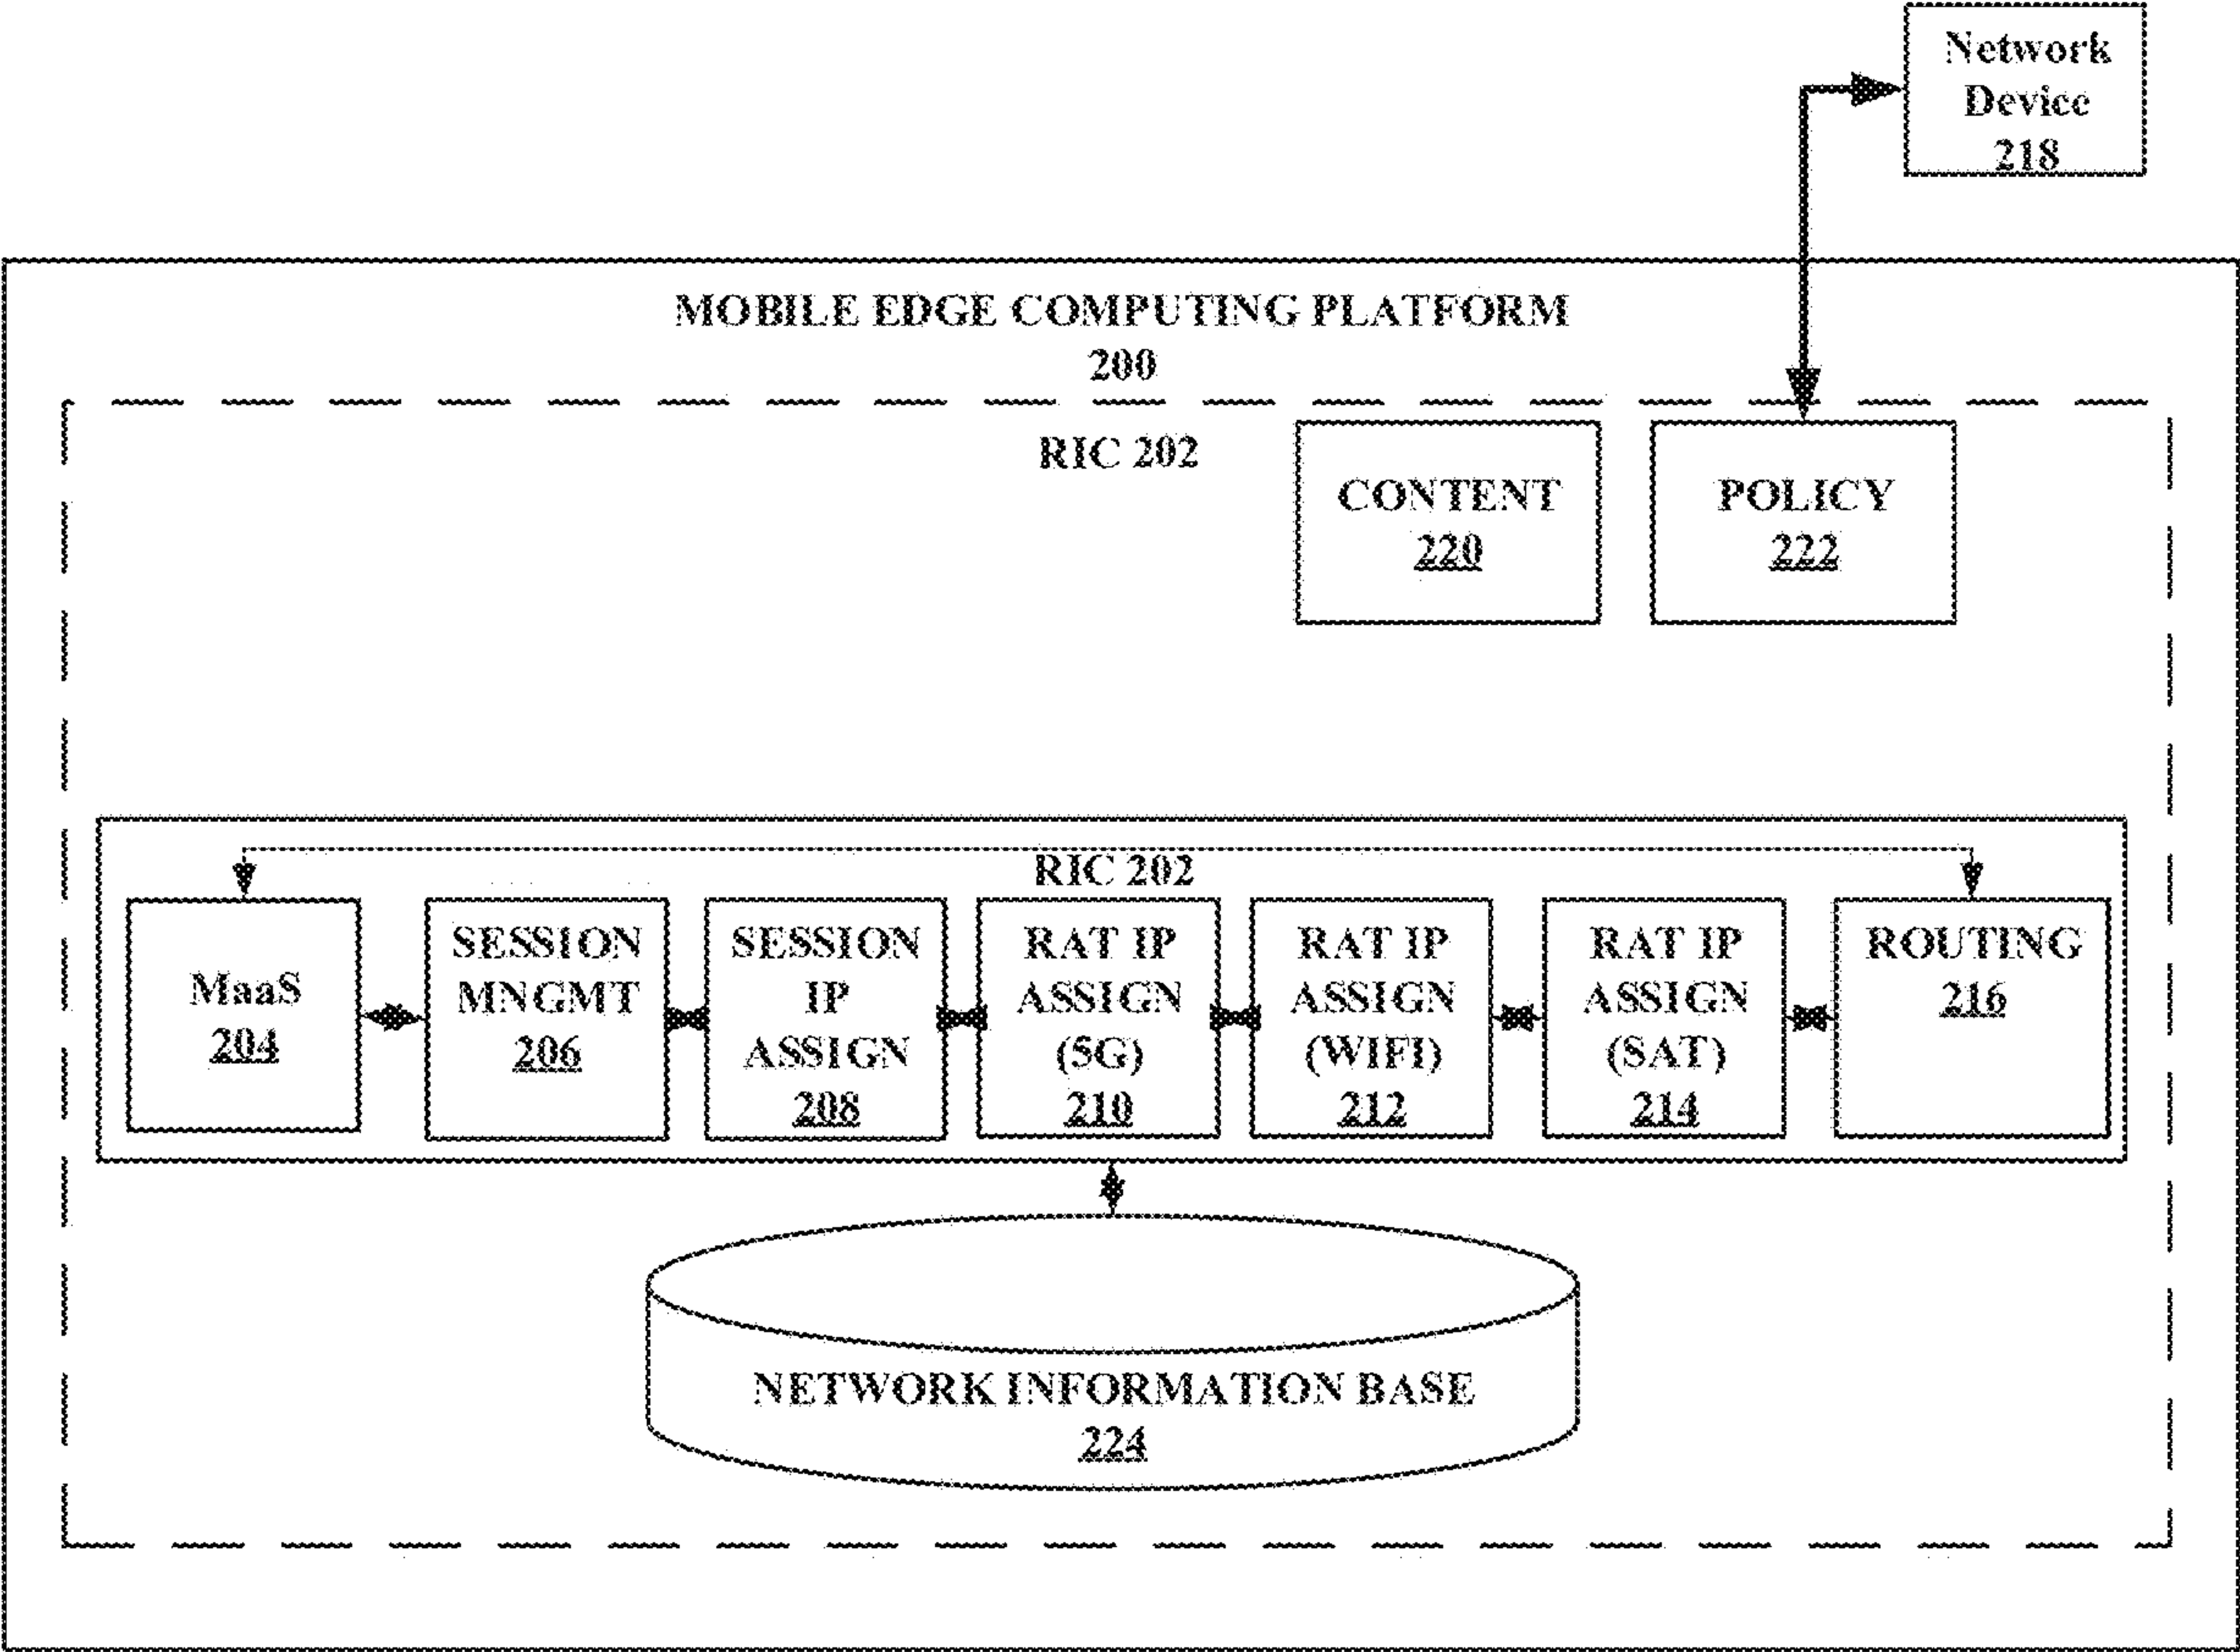 Network
Device
218
MOBILE EDGE COMPUTING PLATFORM
200
RIC 202
CONTENT
220
POLICY
222
RIC 202
MaaS
204
SESSION
MNGMT
206
SESSION
IP
ASSIGN
208
RAT IP
ASSIGN
(5G)
210
RAT IP
ASSIGN
(WIFI)
212
RAT IP
ASSIGN
(SAT)
214
ROUTING
216
NETWORK INFORMATION BASE
224